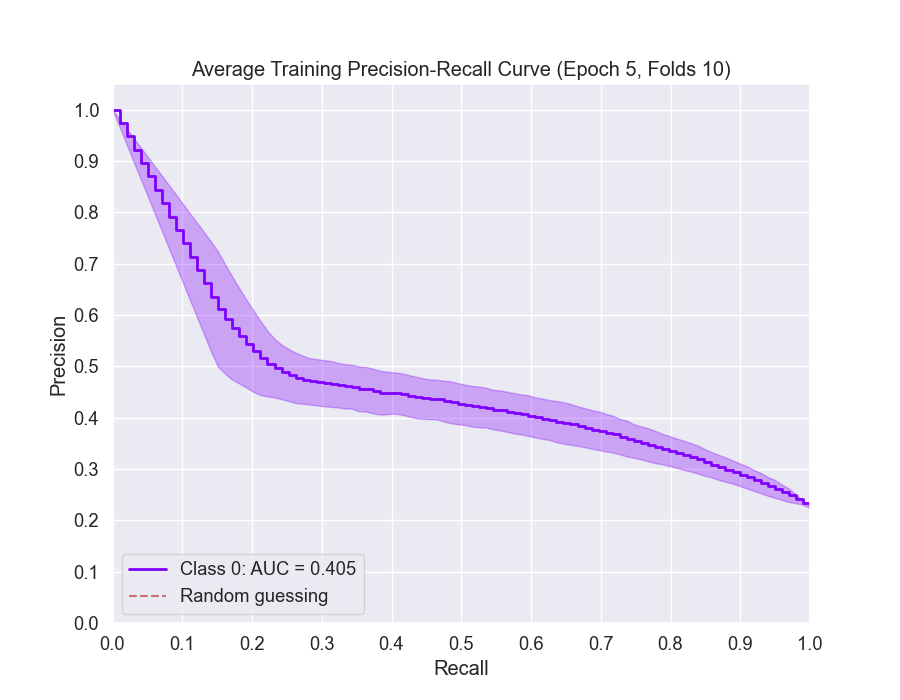 Average Training Precision-Recall Curve (Epoch 5, Folds 10)
Precision
1.0
0.9
0.8
0.7
0.6
0.5
0.4
0.3
0.2
0.1
0.0
Class 0: AUC = 0.405
Random guessing
0.0 0.1 0.2 0.3 0.4 0.5 0.6 0.7 0.8 0.9 1.0
Recall